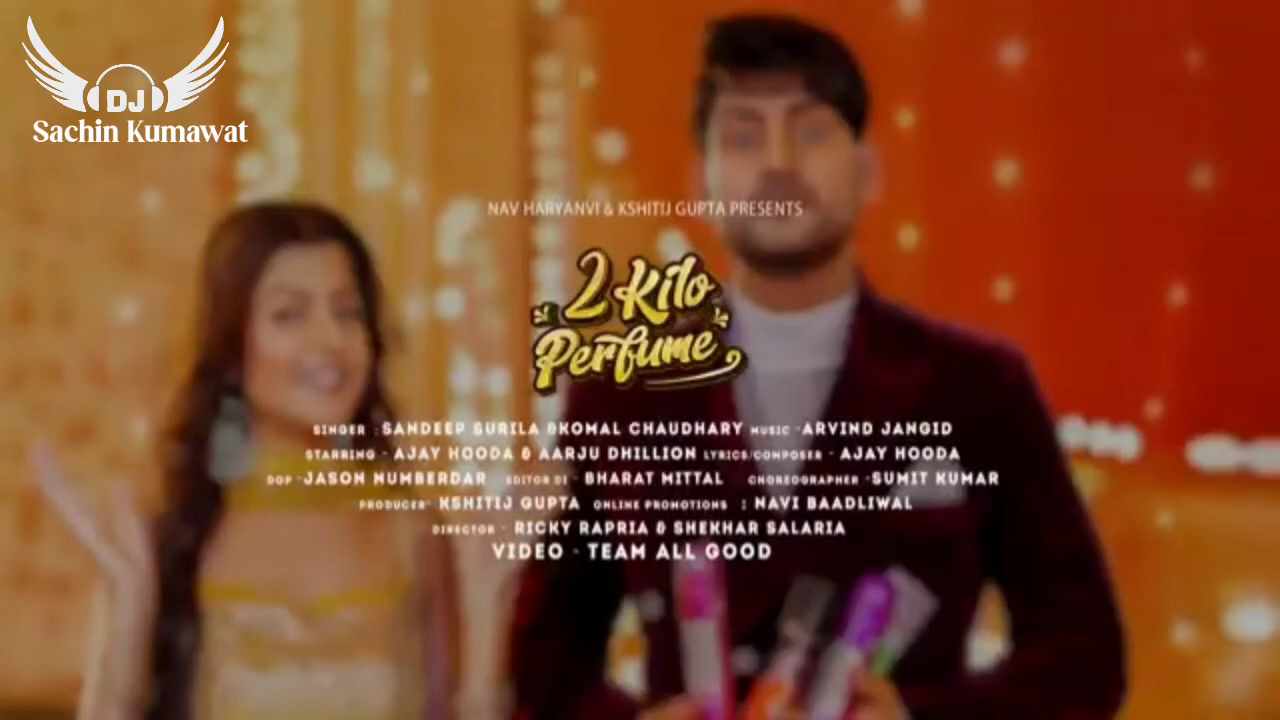 DJ
Sachin Kumawat
NAV HARYANVI & KSHITIJ GUPTA PRESENTS
2 Kilo
Perfume
SINGER : SANDEEP SURILA &KOMAL CHAUDHARY MUSIC -ARVIND JANGID
STARRING - AJAY HOODA & AARJU DHILLION LYRICS/COMPOSER - AJAY HOODA
DOP -JASON NUMBERDAR EDITOR DI - BHARAT MITTAL CHOREOGRAPHER -SUMIT KUMAR
PRODUCER- KSHITIJ GUPTA ONLINE PROMOTIONS : NAVI BAADLIWAL
DIRECTOR - RICKY RAPRIA & SHEKHAR SALARIA
VIDEO - TEAM ALL GOOD